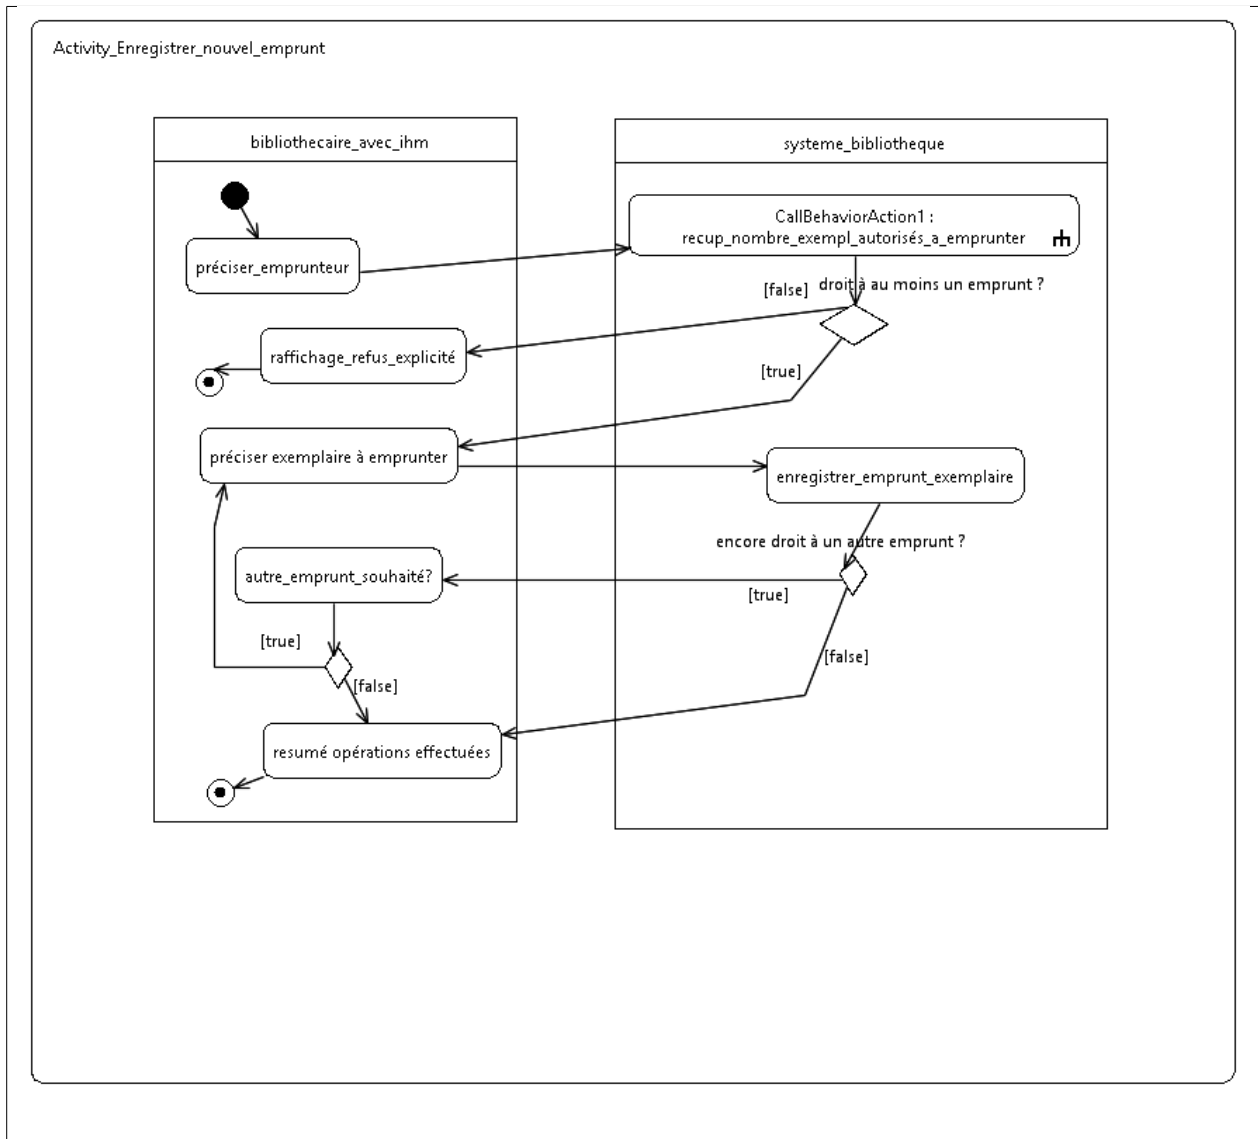 Activity_Enregistrer_nouvel_emprunt
bibliothecaire_avec_ihm
systeme_bibliotheque
CallBehaviorAction1 :
recup_nombre_exempl_autorisés_a_emprunter
préciser_emprunteur
droit à au moins un emprunt ?
[false]
raffichage_refus_explicité
[true]
préciser exemplaire à emprunter
enregistrer_emprunt_exemplaire
encore droit à un autre emprunt ?
autre_emprunt_souhaité?
[true]
[true]
[false]
[false]
resumé opérations effectuées